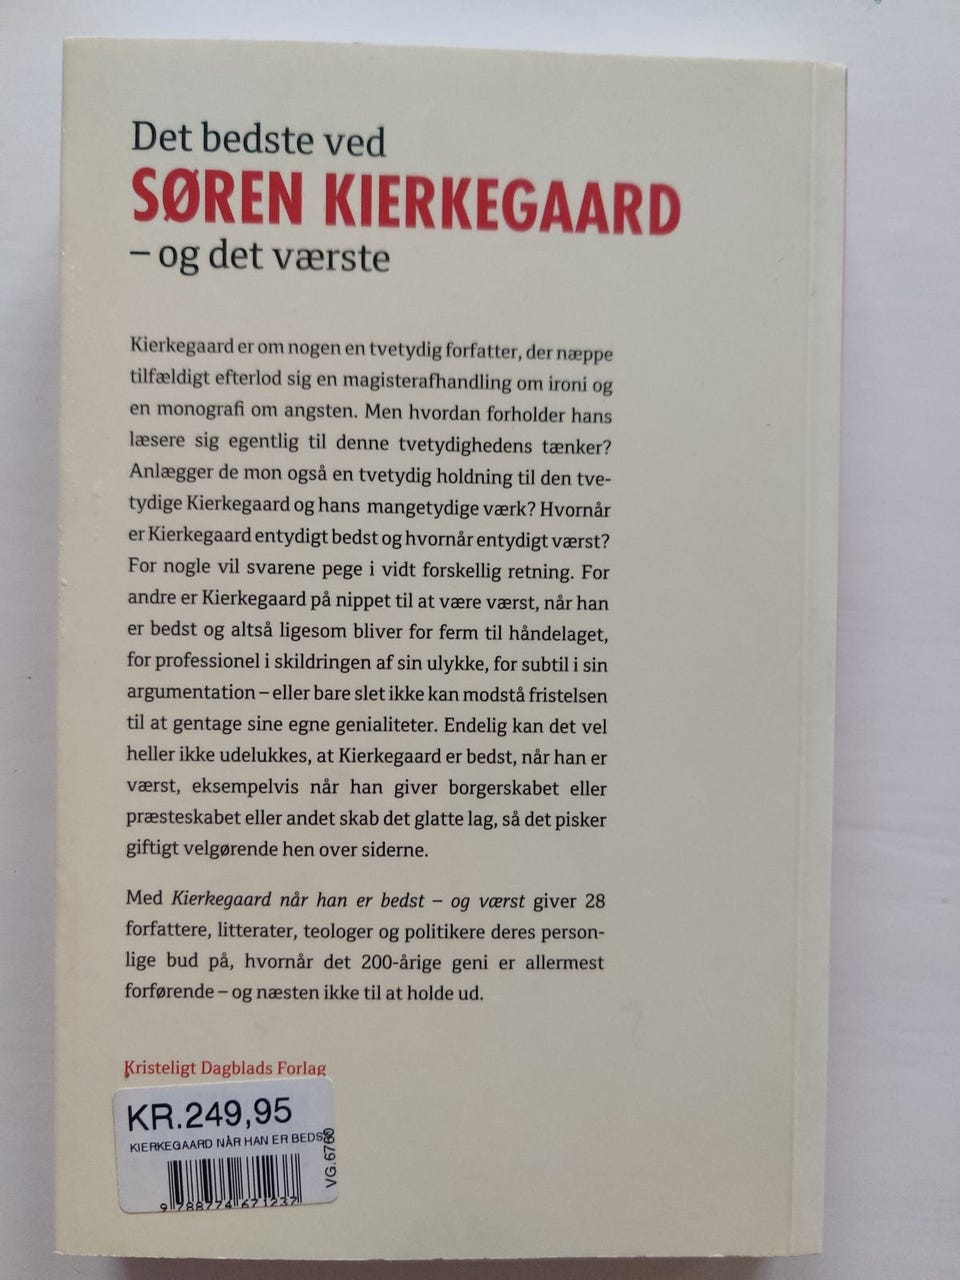 Det bedste ved
SØREN KIERKEGAARD
– og det værste
Kierkegaard er om nogen en tvetydig forfatter, der næppe
tilfældigt efterlod sig en magisterafhandling om ironi og
en monografi om angsten. Men hvordan forholder hans
læsere sig egentlig til denne tvetydighedens tænker?
Anlægger de mon også en tvetydig holdning til den tve-
tydige Kierkegaard og hans mangetydige værk? Hvornår
er Kierkegaard entydigt bedst og hvornår entydigt værst?
For nogle vil svarene pege i vidt forskellig retning. For
andre er Kierkegaard på nippet til at være værst, når han
er bedst og altså ligesom bliver for ferm til håndelaget,
for professionel i skildringen af sin ulykke, for subtil i sin
argumentation – eller bare slet ikke kan modstå fristelsen
til at gentage sine egne genialiteter. Endelig kan det vel
heller ikke udelukkes, at Kierkegaard er bedst, når han er
værst, eksempelvis når han giver borgerskabet eller
præsteskabet eller andet skab det glatte lag, så det pisker
giftigt velgørende hen over siderne.
Med Kierkegaard når han er bedst – og værst giver 28
forfattere, litterater, teologer og politikere deres person-
lige bud på, hvornår det 200-årige geni er allermest
forførende – og næsten ikke til at holde ud.
Kristeligt Dagblads Forlag
KR.249,95
KIERKEGAARD NÅR HAN ER BEDS
9 788774 671237